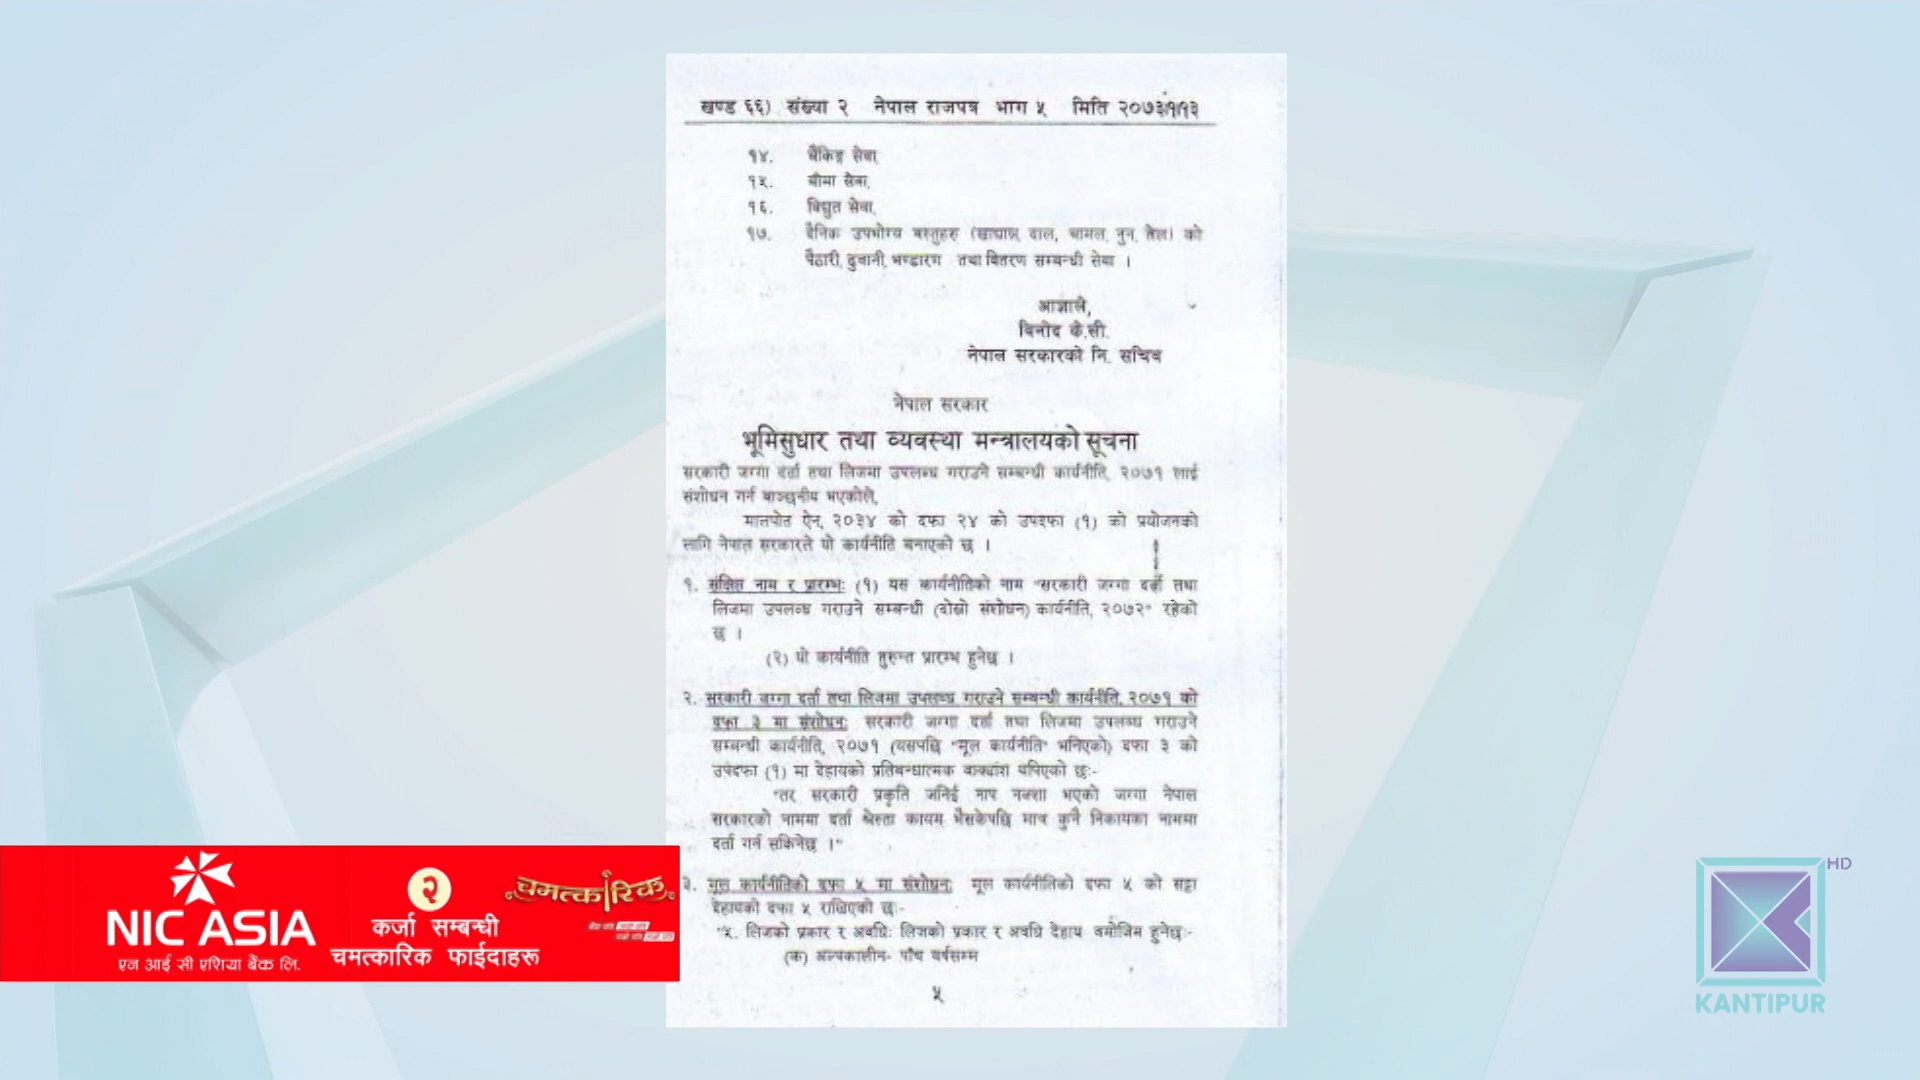 खण्ड ६६) संख्या २ नेपाल राजपत्र भाग ५ मिति २०७३।१।१३
१४. बैंकिङ्ग सेवा,
१५. बीमा सेवा,
१६. विद्युत सेवा,
१७. दैनिक उपभोग्य वस्तुहरु (खाद्यान्न, दाल, चामल, नुन, तेल) को
पैठारी, ढुवानी, भण्डारण तथा वितरण सम्बन्धी सेवा ।
आज्ञाले,
विनोद के.सी.
नेपाल सरकारको नि. सचिव
नेपाल सरकार
भूमिसुधार तथा व्यवस्था मन्त्रालयको सूचना
सरकारी जग्गा दर्ता तथा लिजमा उपलब्ध गराउने सम्बन्धी कार्यनीति, २०७१ लाई
संशोधन गर्न वाञ्छनीय भएकोले,
मालपोत ऐन, २०३४ को दफा २४ को उपदफा (१) को प्रयोजनको
लागि नेपाल सरकारले यो कार्यनीति बनाएको छ ।
१. संक्षिप्त नाम र प्रारम्भः (१) यस कार्यनीतिको नाम "सरकारी जग्गा दर्ता तथा
लिजमा उपलब्ध गराउने सम्बन्धी (दोस्रो संशोधन) कार्यनीति, २०७२" रहेको
छ ।
(२) यो कार्यनीति तुरुन्त प्रारम्भ हुनेछ ।
२. सरकारी जग्गा दर्ता तथा लिजमा उपलब्ध गराउने सम्बन्धी कार्यनीति, २०७१ को
दफा ३ मा संशोधनः सरकारी जग्गा दर्ता तथा लिजमा उपलब्ध गराउने
सम्बन्धी कार्यनीति, २०७१ (यसपछि "मूल कार्यनीति" भनिएको) दफा ३ को
उपदफा (१) मा देहायको प्रतिबन्धात्मक वाक्यांश थपिएको छः-
"तर सरकारी प्रकृति जनिई नाप नक्शा भएको जग्गा नेपाल
सरकारको नाममा दर्ता श्रेस्ता कायम भैसकेपछि मात्र कुनै निकायका नाममा
दर्ता गर्न सकिनेछ ।"
३. मूल कार्यनीतिको दफा ५ मा संशोधनः मूल कार्यनीतिको दफा ५ को सट्टा
देहायको दफा ५ राखिएको छः-
"५. लिजको प्रकार र अवधिः लिजको प्रकार र अवधि देहाय वमोजिम हुनेछः-
(क) अल्पकालीन- पाँच वर्षसम्म
५
NIC ASIA
एन आई सी एशिया बैंक लि.
२
कर्जा सम्बन्धी
चमत्कारिक फाईदाहरू
चमत्कारिक
HD
KANTIPUR